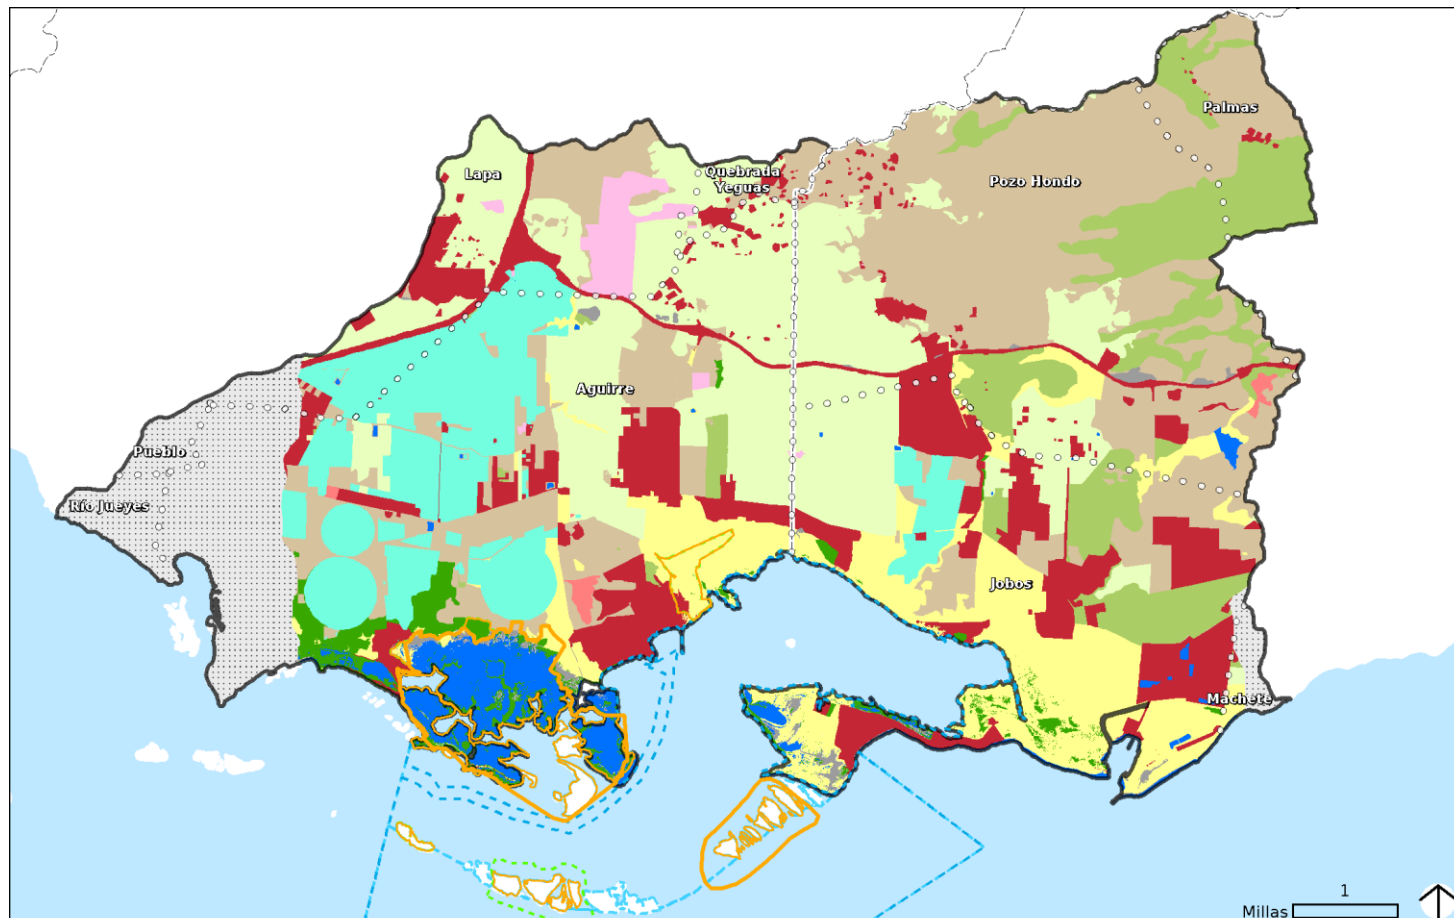 Palmas
Lapa
Quebrada
Yeguas
Pozo Hondo
Aguirre
Pueblo
Río Jueyes
Jobos
Machete
1
Millas